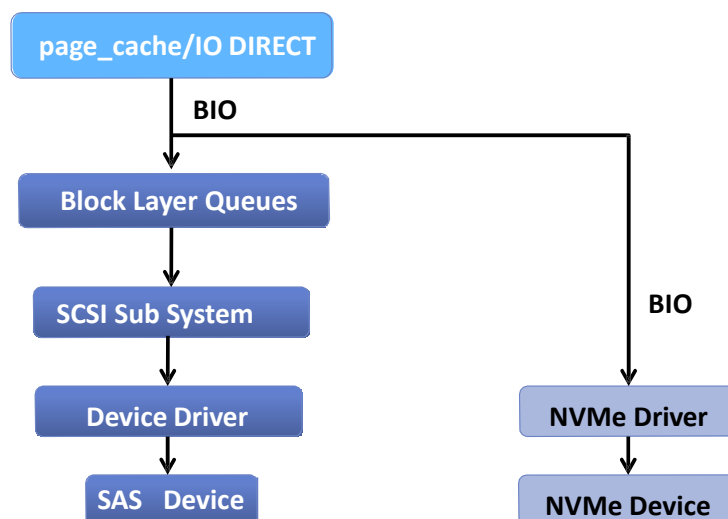 page_cache/IO DIRECT
BIO
Block Layer Queues
SCSI Sub System
BIO
Device Driver
NVMe Driver
SAS Device
NVMe Device